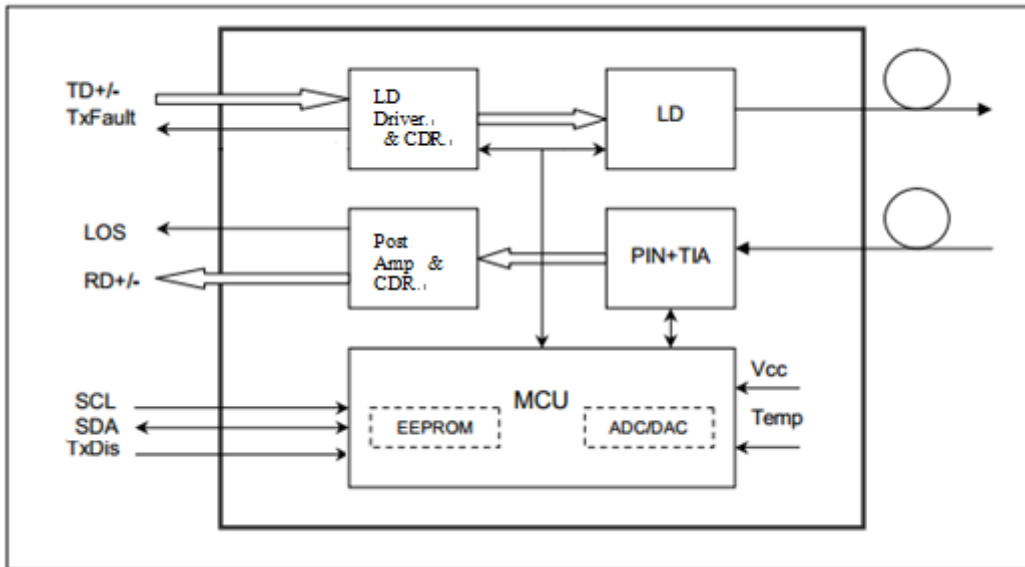 TD+/-
TxFault
LD
Driver.
& CDR.
LD
LOS
RD+/-
Post
Amp &
CDR.
PIN+TIA
SCL
SDA
TxDis
MCU
EEPROM
ADC/DAC
Vcc
Temp